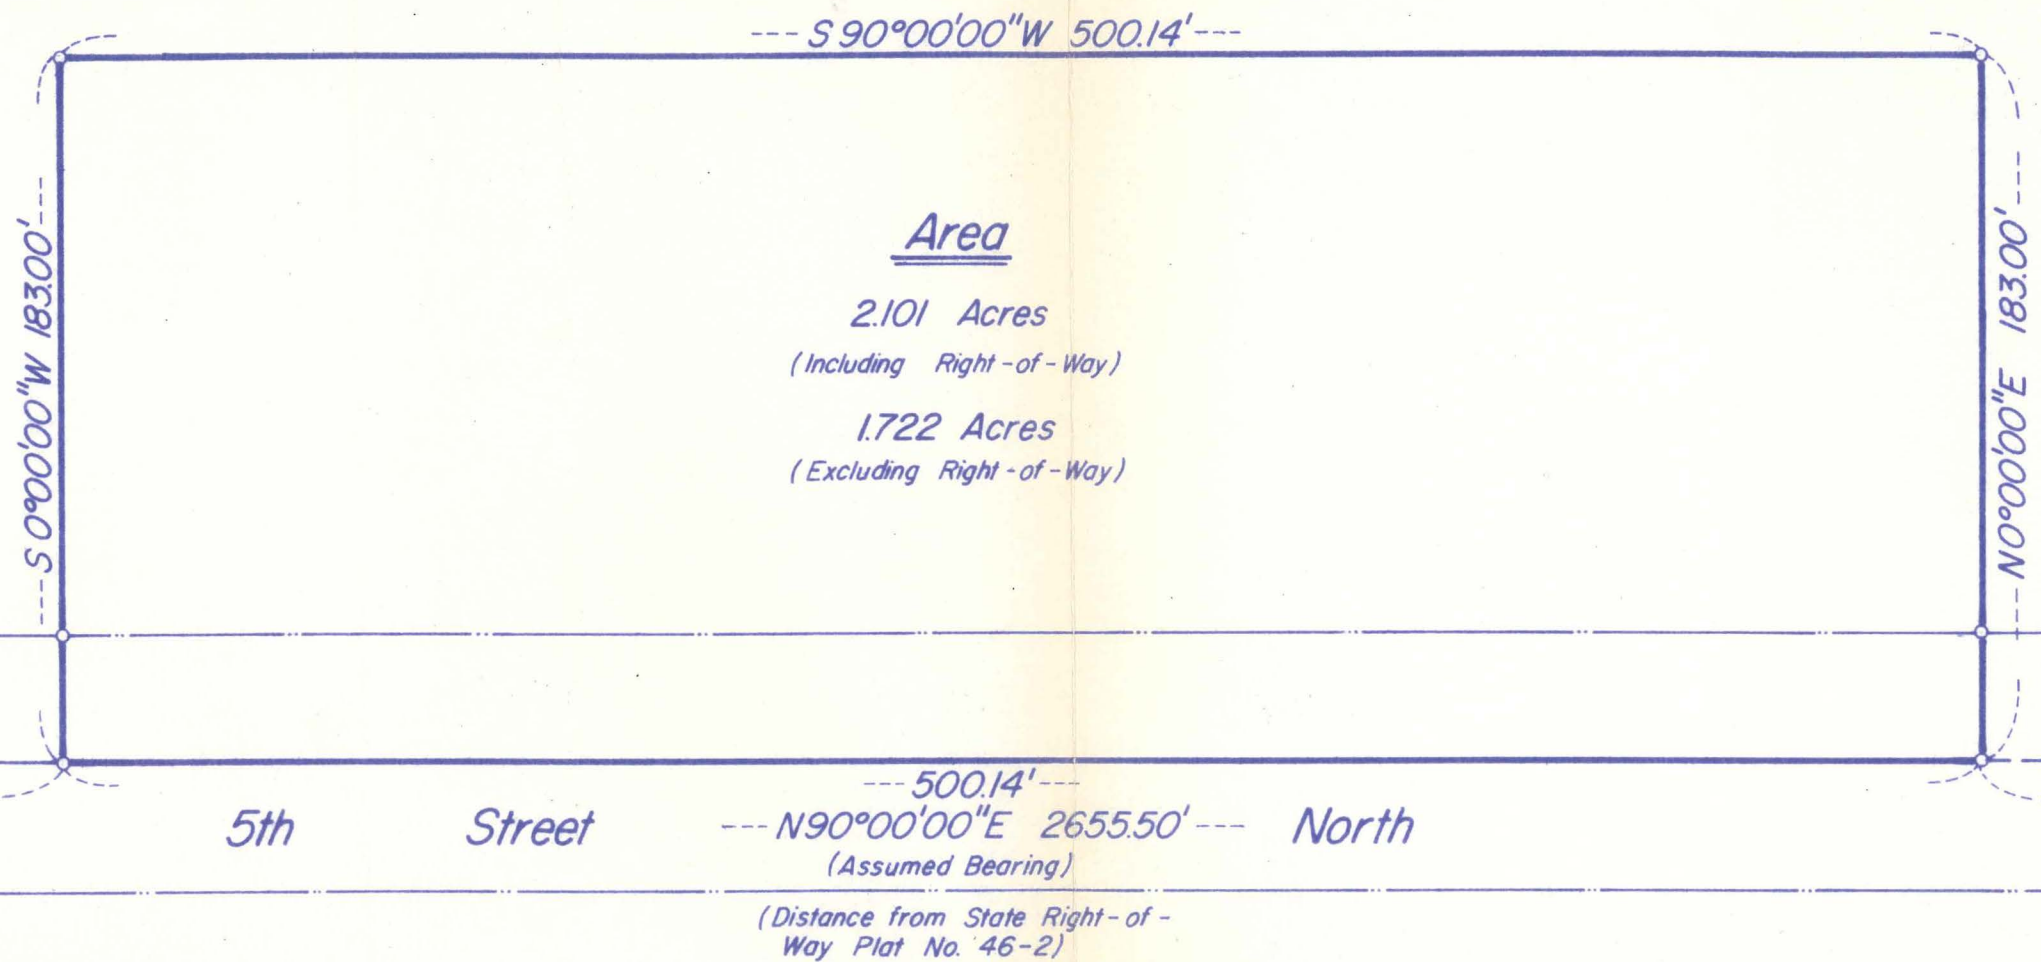 S 90°00'00"W 500.14'
S 0°00'00"W 183.00'
N0°00'00"E 183.00'
Area
2.101 Acres
(Including Right-of-Way)
1.722 Acres
(Excluding Right-of-Way)
500.14'
5th Street N90°00'00"E 2655.50' North
(Assumed Bearing)
(Distance from State Right-of-
Way Plat No. 46-2)